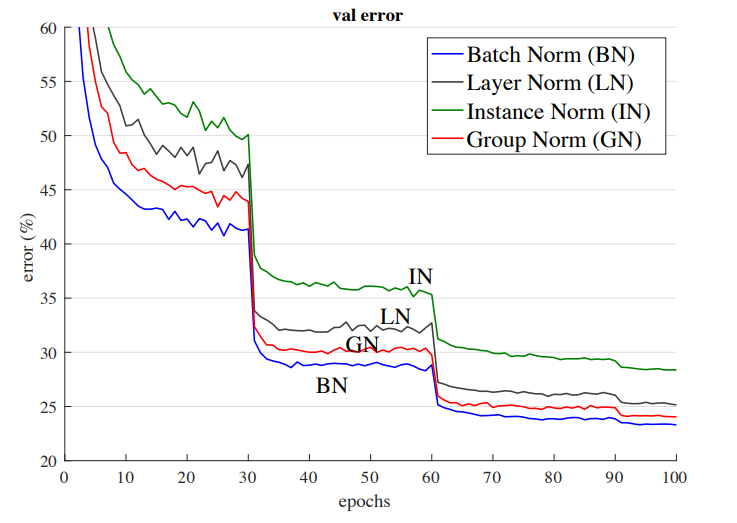 val error
60
55
50
45
40
35
30
25
20
error (%)
Batch Norm (BN)
Layer Norm (LN)
Instance Norm (IN)
Group Norm (GN)
IN
LN
GN
BN
0 10 20 30 40 50 60 70 80 90 100
epochs